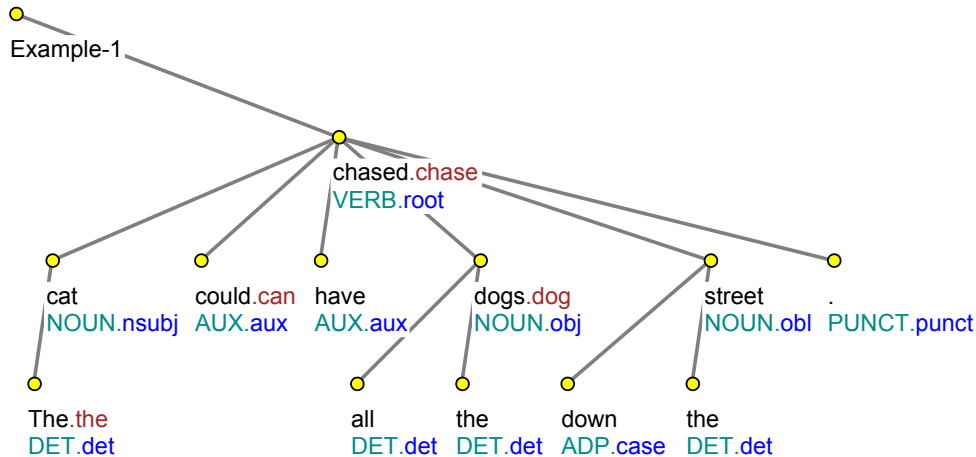 Example-1
chased.chase
VERB.root
cat could.can have dogs.dog street .
NOUN.nsubj AUX.aux AUX.aux NOUN.obj NOUN.obl PUNCT.punct
The.the all the down the
DET.det DET.det DET.det ADP.case DET.det